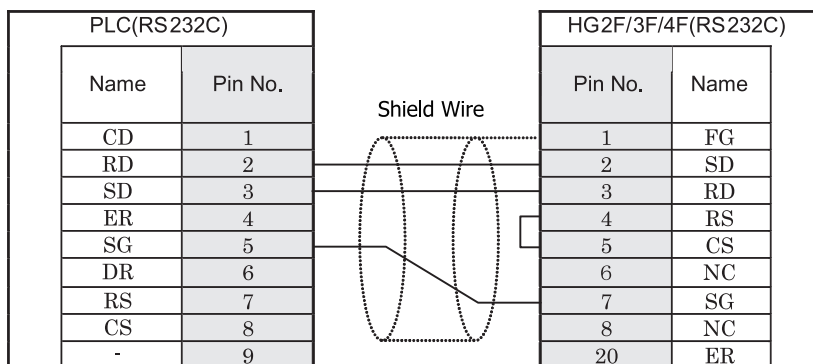 PLC(RS232C) HG2F/3F/4F(RS232C)
Name Pin No. Pin No. Name
Shield Wire
CD 1 1 FG
RD 2 2 SD
SD 3 3 RD
ER 4 4 RS
SG 5 5 CS
DR 6 6 NC
RS 7 7 SG
CS 8 8 NC
- 9 20 ER